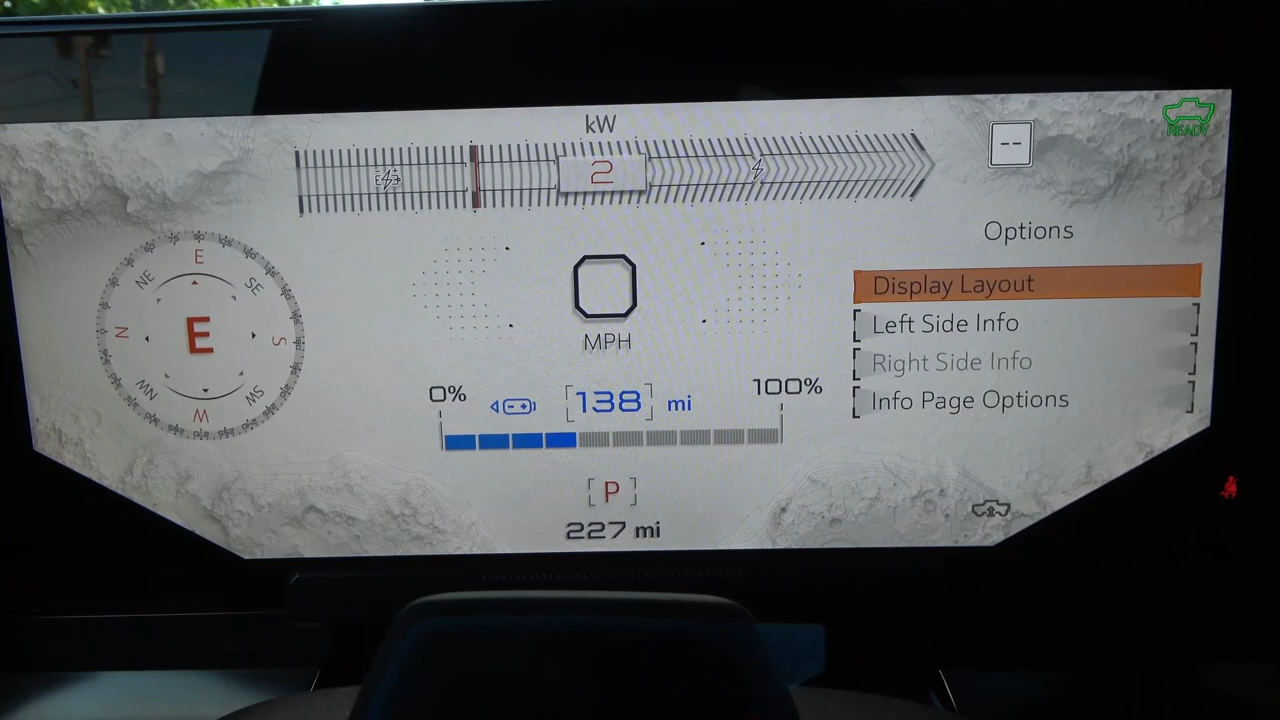 kW
2
--
READY
Options
Display Layout
Left Side Info
Right Side Info
Info Page Options
E
SE
S
SW
W
NW
N
NE
E
0
MPH
0%
138 mi
100%
[P]
227 mi